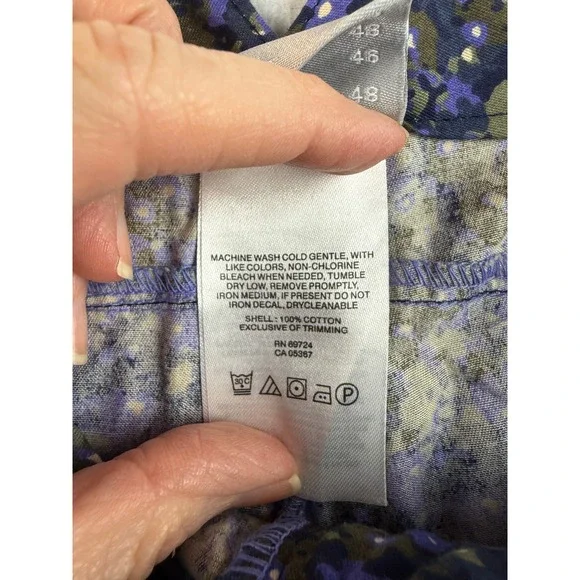 46
48
MACHINE WASH COLD GENTLE, WITH
LIKE COLORS, NON-CHLORINE
BLEACH WHEN NEEDED, TUMBLE
DRY LOW, REMOVE PROMPTLY,
IRON MEDIUM, IF PRESENT DO NOT
IRON DECAL, DRYCLEANABLE
SHELL: 100% COTTON
EXCLUSIVE OF TRIMMING
RN 69724
CA 05367
30C P